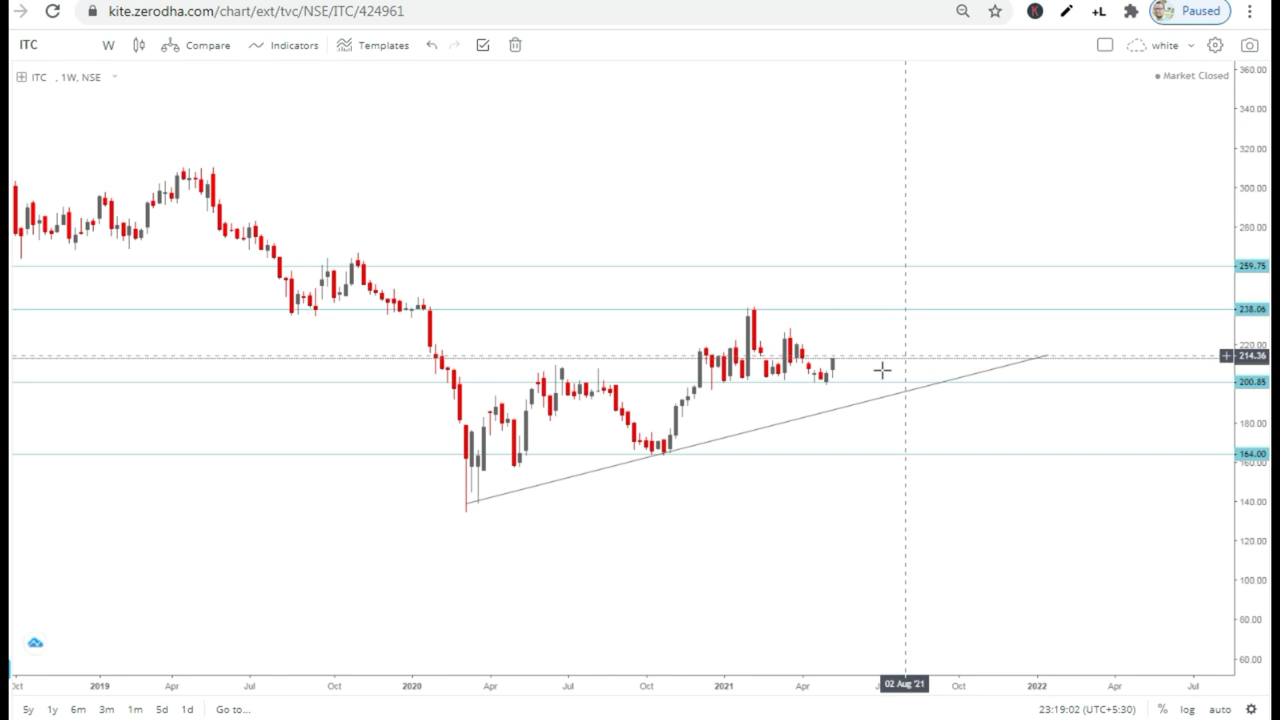 kite.zerodha.com/chart/ext/tvc/NSE/ITC/424961
K
+L
Paused
ITC W Compare Indicators Templates white
ITC , 1W, NSE
Market Closed
360.00
340.00
320.00
300.00
280.00
259.75
238.06
220.00
214.36
200.85
180.00
164.00
160.00
140.00
120.00
100.00
80.00
60.00
2019 Apr Jul Oct 2020 Apr Jul Oct 2021 Apr 02 Aug '21 Oct 2022 Apr Jul
5y 1y 6m 3m 1m 5d 1d Go to... 23:19:02 (UTC+5:30) % log auto